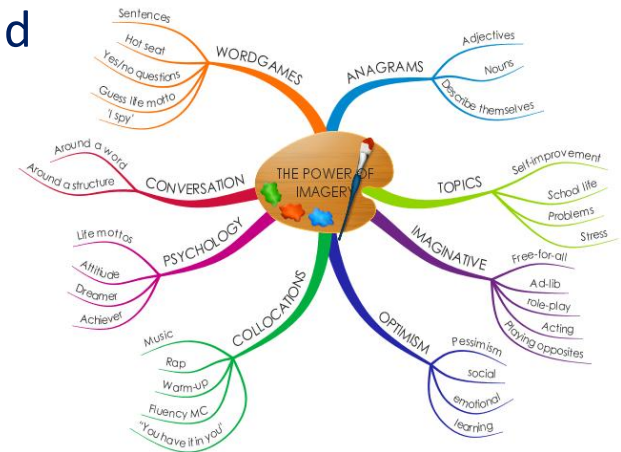 d
THE POWER OF
IMAGERY
WORDGAMES
Sentences
Hot seat
Yes/no questions
Guess life motto
'I spy'
ANAGRAMS
Adjectives
Nouns
Describe themselves
CONVERSATION
Around a word
Around a structure
TOPICS
Self-improvement
School life
Problems
Stress
PSYCHOLOGY
Life mottos
Attitude
Dreamer
Achiever
IMAGINATIVE
Free-for-all
Ad-lib
role-play
Acting
Playing opposites
COLLOCATIONS
Music
Rap
Warm-up
Fluency MC
"You have it in you"
OPTIMISM
Pessimism
social
emotional
learning